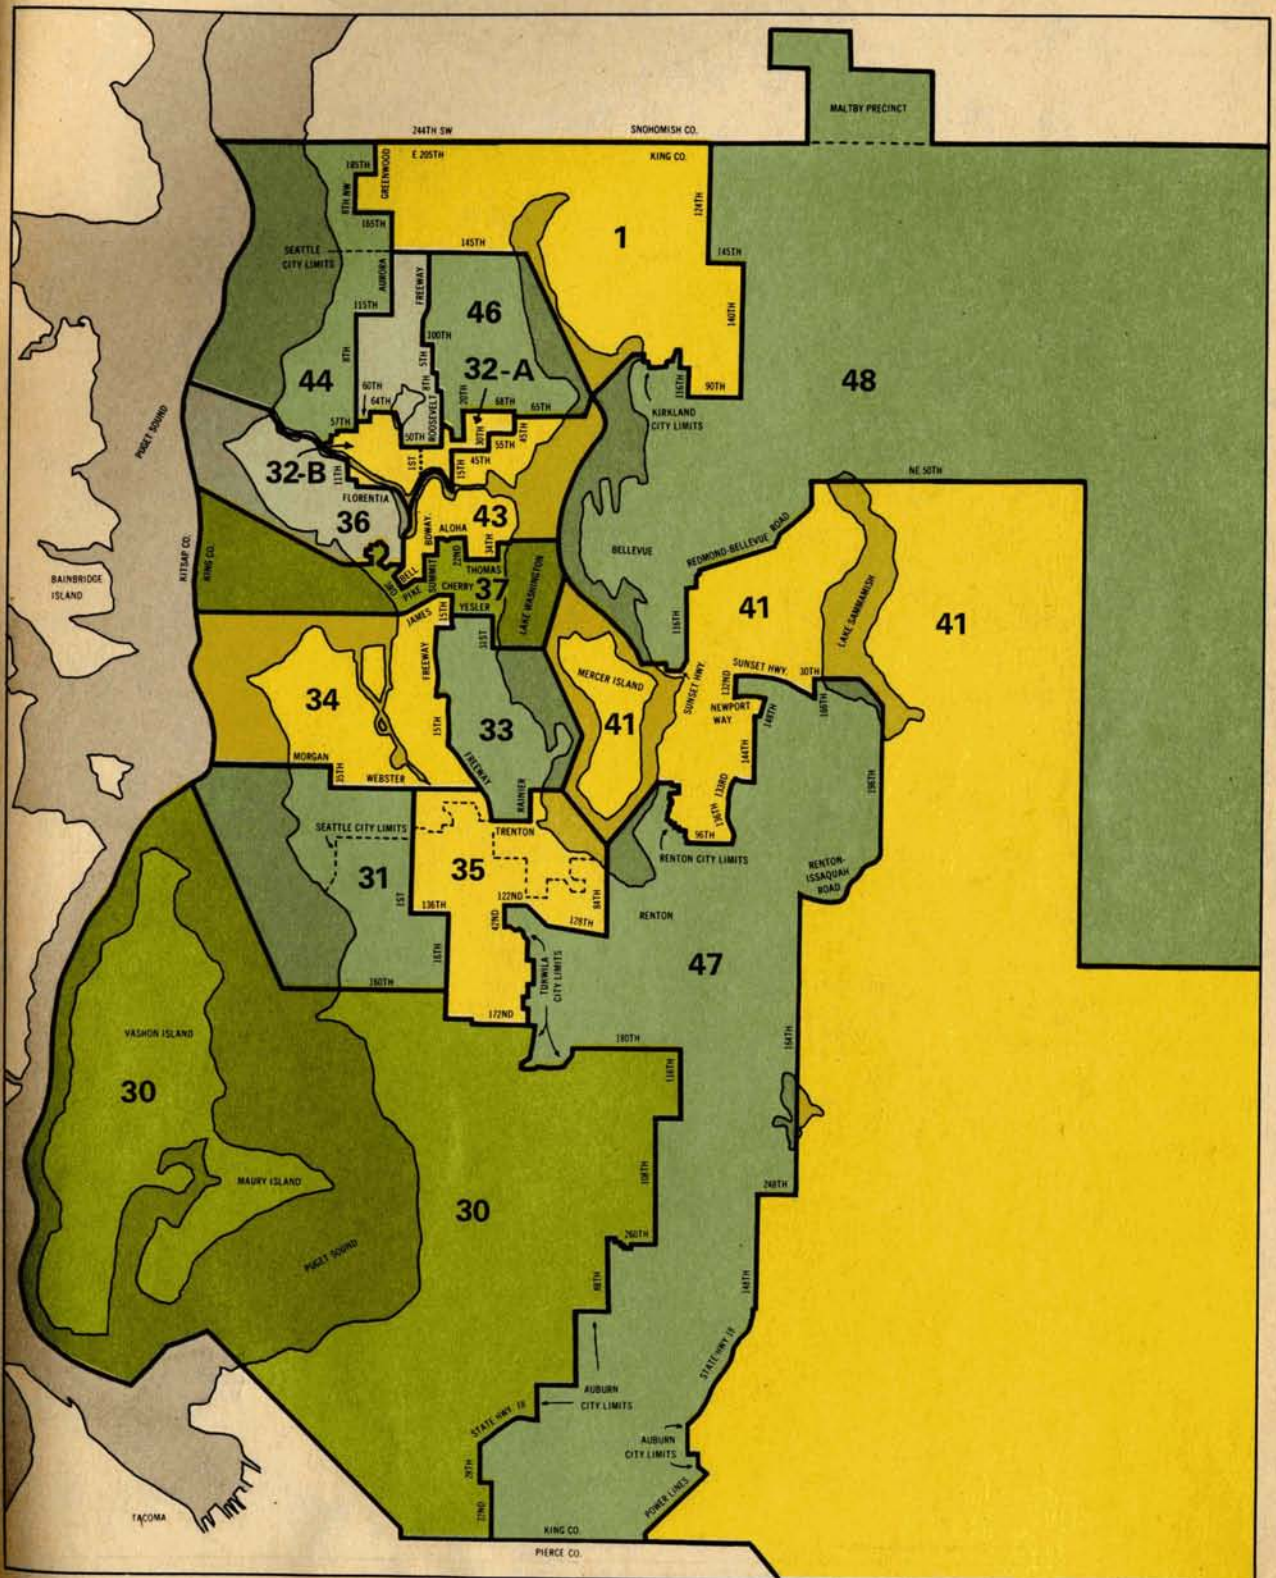 MALTBY PRECINCT
244TH SW
SNOHOMISH CO.
E 205TH
KING CO.
185TH
GREENWOOD
8TH NW
165TH
124TH
1
SEATTLE
CITY LIMITS
145TH
145TH
AURORA
FREEWAY
115TH
46
140TH
100TH
8TH
5TH
44
32-A
48
60TH
64TH
8TH
20TH
68TH
65TH
116TH
90TH
KIRKLAND
CITY LIMITS
57TH
50TH
ROOSEVELT
30TH
45TH
55TH
PUGET SOUND
32-B
11TH
1ST
15TH
45TH
NE 50TH
FLORENTIA
36
BDWAY.
ALOHA
43
34TH
REDMOND-BELLEVUE ROAD
BELLEVUE
KITSAP CO.
KING CO.
BELL
SUMMIT
22ND
THOMAS
3RD
PIKE
CHERRY
37
LAKE WASHINGTON
BAINBRIDGE
ISLAND
JAMES
15TH
YESLER
41
LAKE SAMMAMISH
41
116TH
31ST
FREEWAY
MERCER ISLAND
SUNSET HWY.
SUNSET HWY.
30TH
132ND
34
33
41
NEWPORT
WAY
148TH
168TH
15TH
144TH
MORGAN
35TH
WEBSTER
FREEWAY
RAINIER
133RD
136TH
196TH
SEATTLE CITY LIMITS
TRENTON
96TH
RENTON CITY LIMITS
31
1ST
35
RENTON-
ISSAQUAH
ROAD
136TH
122ND
84TH
42ND
128TH
RENTON
47
16TH
TUKWILA
CITY LIMITS
160TH
172ND
VASHON ISLAND
180TH
164TH
30
116TH
108TH
MAURY ISLAND
248TH
30
260TH
PUGET SOUND
148TH
STATE HWY. 18
AUBURN
CITY LIMITS
STATE HWY. 18
AUBURN
CITY LIMITS
28TH
POWER LINES
22ND
TACOMA
KING CO.
PIERCE CO.